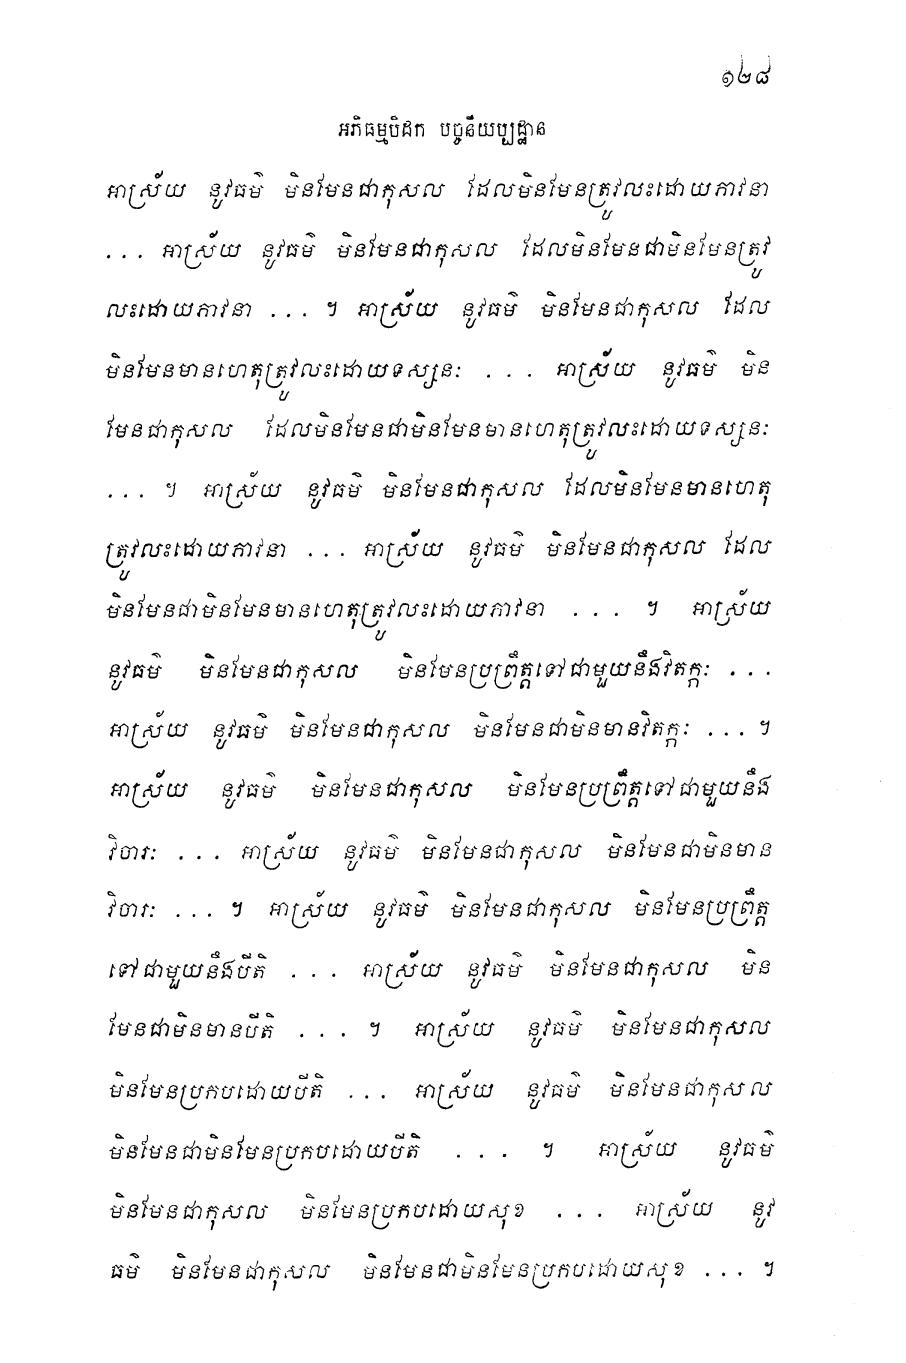 ១២៨
អភិធម្មបិដក បច្ចនីយប្បដ្ឋាន
អាស្រ័យ នូវធម៌ មិនមែនជាកុសល ដែលមិនមែនត្រូវលះដោយភាវនា
... អាស្រ័យ នូវធម៌ មិនមែនជាកុសល ដែលមិនមែនជាមិនមែនត្រូវ
លះដោយភាវនា ... ។ អាស្រ័យ នូវធម៌ មិនមែនជាកុសល ដែល
មិនមែនមានហេតុត្រូវលះដោយទស្សនៈ ... អាស្រ័យ នូវធម៌ មិន
មែនជាកុសល ដែលមិនមែនជាមិនមែនមានហេតុត្រូវលះដោយទស្សនៈ
... ។ អាស្រ័យ នូវធម៌ មិនមែនជាកុសល ដែលមិនមែនមានហេតុ
ត្រូវលះដោយភាវនា ... អាស្រ័យ នូវធម៌ មិនមែនជាកុសល ដែល
មិនមែនជាមិនមែនមានហេតុត្រូវលះដោយភាវនា ... ។ អាស្រ័យ
នូវធម៌ មិនមែនជាកុសល មិនមែនប្រព្រឹត្តទៅជាមួយនឹងវិតក្កៈ ...
អាស្រ័យ នូវធម៌ មិនមែនជាកុសល មិនមែនជាមិនមានវិតក្កៈ ... ។
អាស្រ័យ នូវធម៌ មិនមែនជាកុសល មិនមែនប្រព្រឹត្តទៅជាមួយនឹង
វិចារៈ ... អាស្រ័យ នូវធម៌ មិនមែនជាកុសល មិនមែនជាមិនមាន
វិចារៈ ... ។ អាស្រ័យ នូវធម៌ មិនមែនជាកុសល មិនមែនប្រព្រឹត្ត
ទៅជាមួយនឹងបីតិ ... អាស្រ័យ នូវធម៌ មិនមែនជាកុសល មិន
មែនជាមិនមានបីតិ ... ។ អាស្រ័យ នូវធម៌ មិនមែនជាកុសល
មិនមែនប្រកបដោយបីតិ ... អាស្រ័យ នូវធម៌ មិនមែនជាកុសល
មិនមែនជាមិនមែនប្រកបដោយបីតិ ... ។ អាស្រ័យ នូវធម៌
មិនមែនជាកុសល មិនមែនប្រកបដោយសុខ ... អាស្រ័យ នូវ
ធម៌ មិនមែនជាកុសល មិនមែនជាមិនមែនប្រកបដោយសុខ ... ។